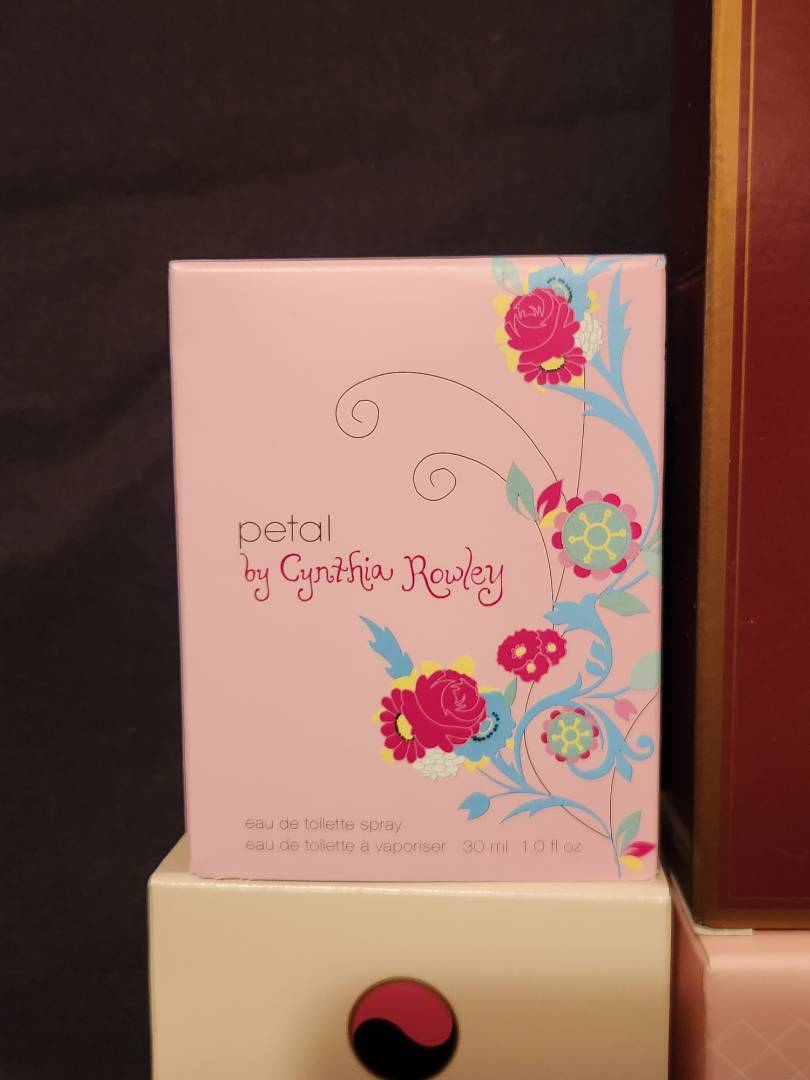 petal
by Cynthia Rowley
eau de toilette spray
eau de toilette à vaporiser 30 ml 1.0 fl oz